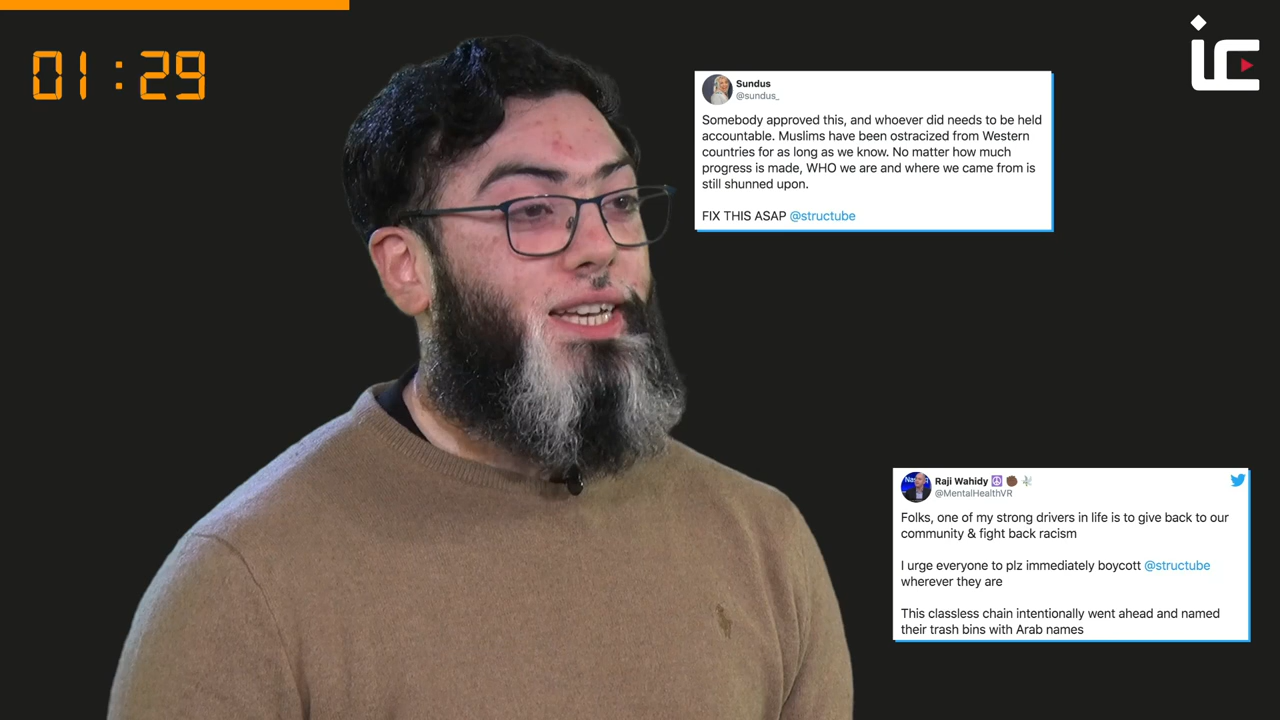 01:29
ic
Sundus
@sundus_
Somebody approved this, and whoever did needs to be held
accountable. Muslims have been ostracized from Western
countries for as long as we know. No matter how much
progress is made, WHO we are and where we came from is
still shunned upon.
FIX THIS ASAP @structube
Raji Wahidy
@MentalHealthVR
Folks, one of my strong drivers in life is to give back to our
community & fight back racism
I urge everyone to plz immediately boycott @structube
wherever they are
This classless chain intentionally went ahead and named
their trash bins with Arab names